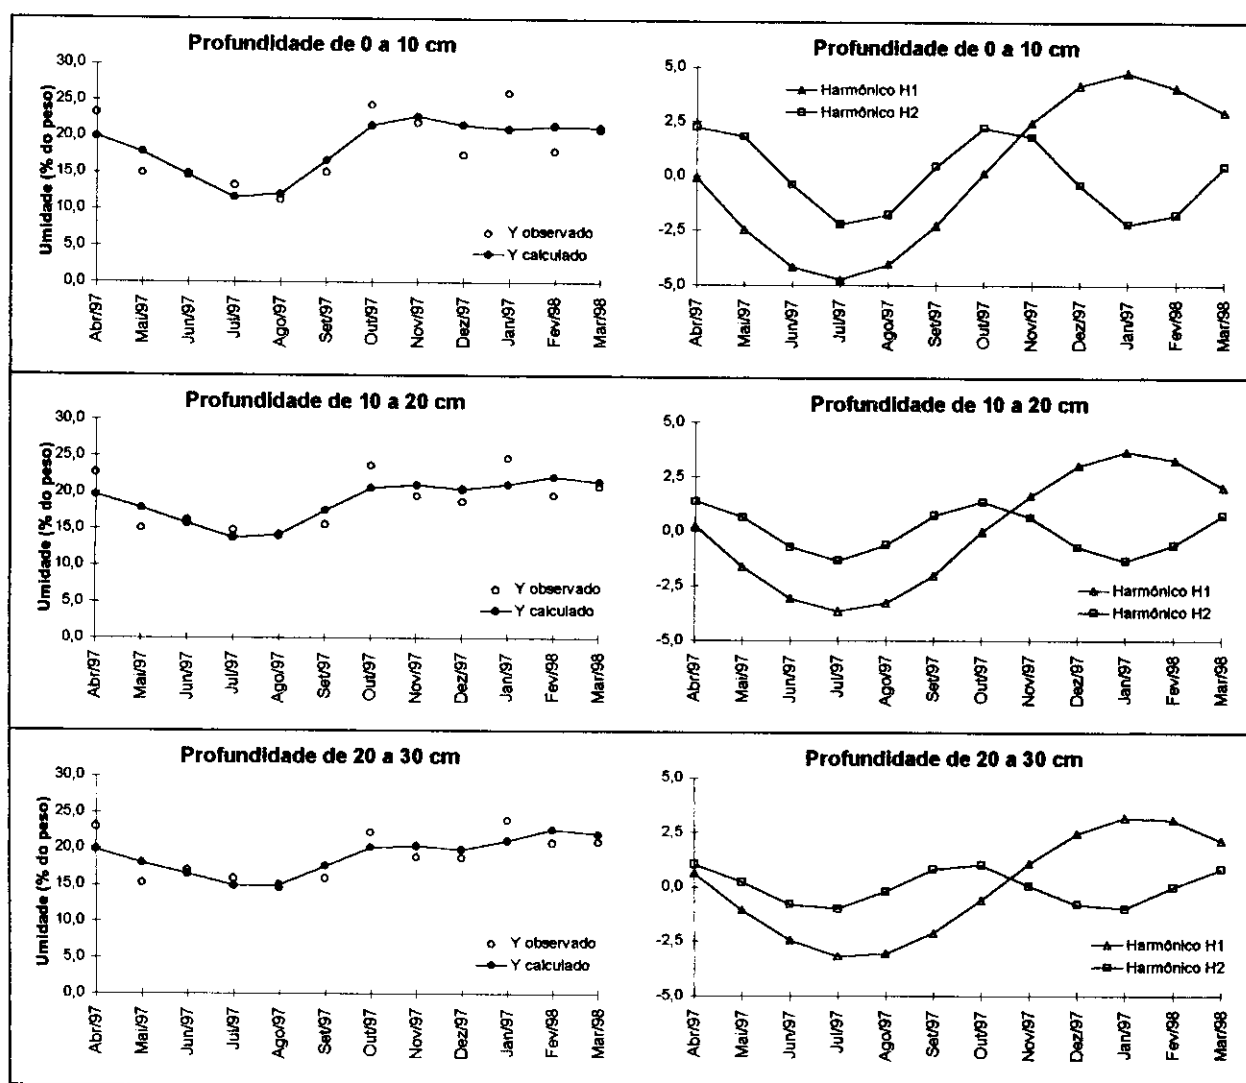 Profundidade de 0 a 10 cm
Umidade (% do peso)
30,0
25,0
20,0
15,0
10,0
5,0
0,0
Y observado
Y calculado
Abr/97
Mai/97
Jun/97
Jul/97
Ago/97
Set/97
Out/97
Nov/97
Dez/97
Jan/97
Fev/98
Mar/98
Profundidade de 0 a 10 cm
5,0
2,5
0,0
-2,5
-5,0
Harmônico H1
Harmônico H2
Abr/97
Mai/97
Jun/97
Jul/97
Ago/97
Set/97
Out/97
Nov/97
Dez/97
Jan/97
Fev/98
Mar/98
Profundidade de 10 a 20 cm
Umidade (% do peso)
30,0
25,0
20,0
15,0
10,0
5,0
0,0
Y observado
Y calculado
Abr/97
Mai/97
Jun/97
Jul/97
Ago/97
Set/97
Out/97
Nov/97
Dez/97
Jan/97
Fev/98
Mar/98
Profundidade de 10 a 20 cm
5,0
2,5
0,0
-2,5
-5,0
Harmônico H1
Harmônico H2
Abr/97
Mai/97
Jun/97
Jul/97
Ago/97
Set/97
Out/97
Nov/97
Dez/97
Jan/97
Fev/98
Mar/98
Profundidade de 20 a 30 cm
Umidade (% do peso)
30,0
25,0
20,0
15,0
10,0
5,0
0,0
Y observado
Y calculado
Abr/97
Mai/97
Jun/97
Jul/97
Ago/97
Set/97
Out/97
Nov/97
Dez/97
Jan/97
Fev/98
Mar/98
Profundidade de 20 a 30 cm
5,0
2,5
0,0
-2,5
-5,0
Harmônico H1
Harmônico H2
Abr/97
Mai/97
Jun/97
Jul/97
Ago/97
Set/97
Out/97
Nov/97
Dez/97
Jan/97
Fev/98
Mar/98